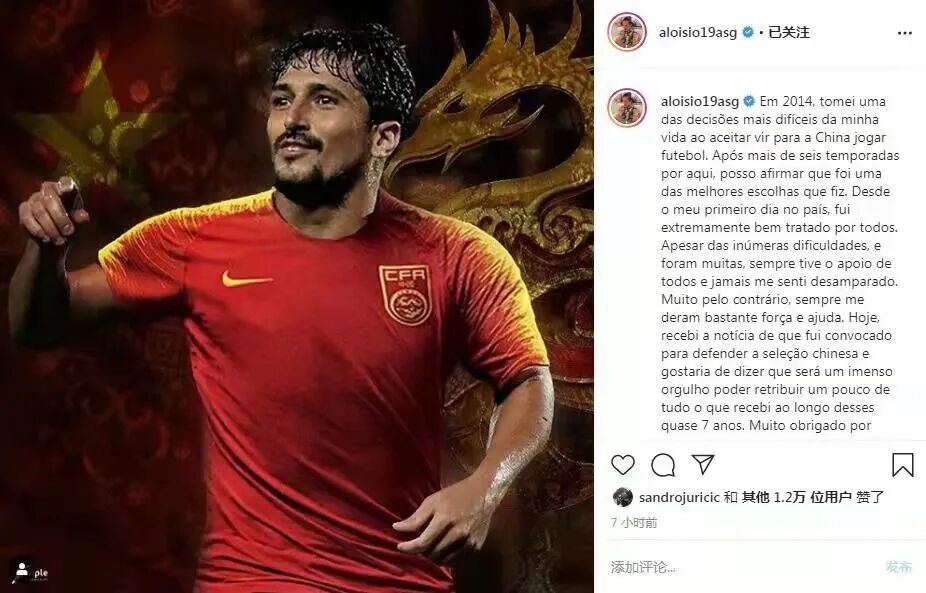 CFA
中国
ple
aloisio19asg • 已关注
aloisio19asg Em 2014, tomei uma
das decisões mais difíceis da minha
vida ao aceitar vir para a China jogar
futebol. Após mais de seis temporadas
por aqui, posso afirmar que foi uma
das melhores escolhas que fiz. Desde
o meu primeiro dia no país, fui
extremamente bem tratado por todos.
Apesar das inúmeras dificuldades, e
foram muitas, sempre tive o apoio de
todos e jamais me senti desamparado.
Muito pelo contrário, sempre me
deram bastante força e ajuda. Hoje,
recebi a notícia de que fui convocado
para defender a seleção chinesa e
gostaria de dizer que será um imenso
orgulho poder retribuir um pouco de
tudo o que recebi ao longo desses
quase 7 anos. Muito obrigado por
sandrojuricic 和 其他 1.2万 位用户 赞了
7 小时前
添加评论...
发布